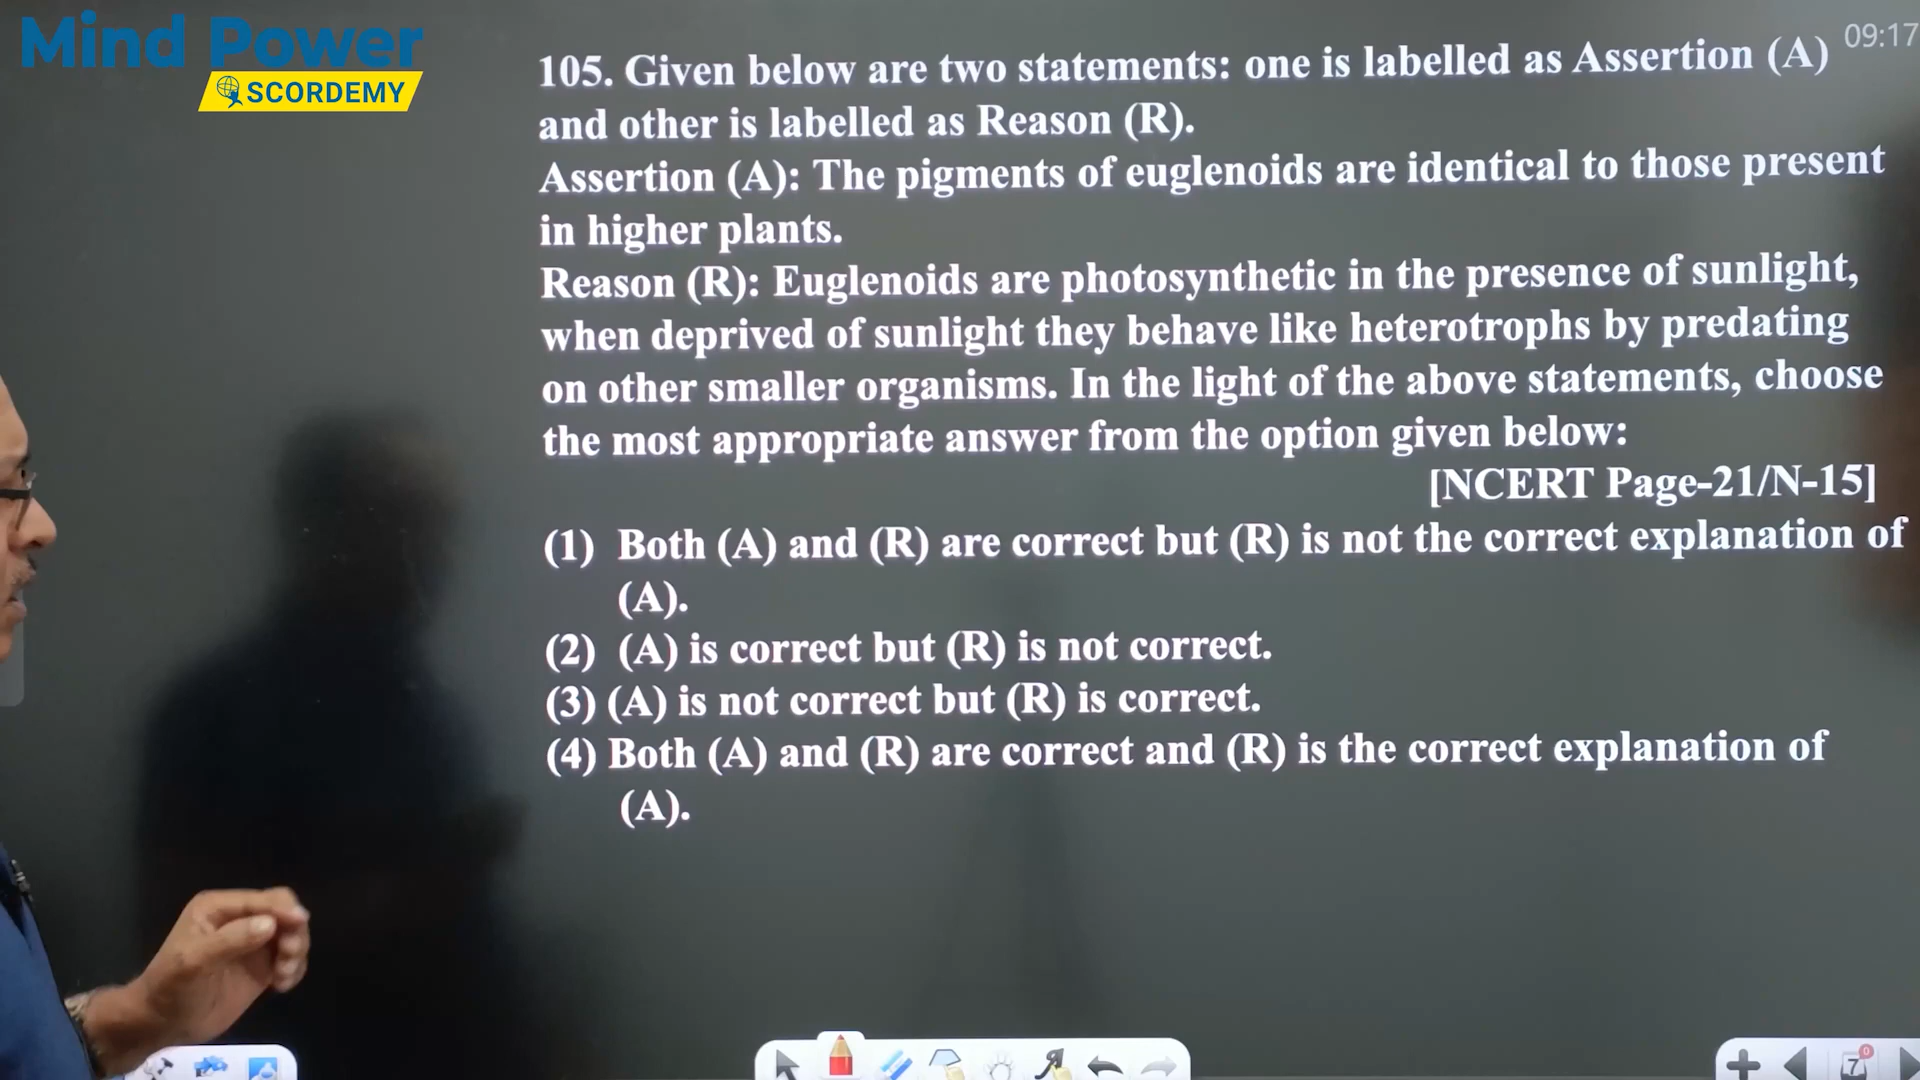 Mind Power
SCORDEMY
09:17
105. Given below are two statements: one is labelled as Assertion (A)
and other is labelled as Reason (R).
Assertion (A): The pigments of euglenoids are identical to those present
in higher plants.
Reason (R): Euglenoids are photosynthetic in the presence of sunlight,
when deprived of sunlight they behave like heterotrophs by predating
on other smaller organisms. In the light of the above statements, choose
the most appropriate answer from the option given below:
[NCERT Page-21/N-15]
(1) Both (A) and (R) are correct but (R) is not the correct explanation of
(A).
(2) (A) is correct but (R) is not correct.
(3) (A) is not correct but (R) is correct.
(4) Both (A) and (R) are correct and (R) is the correct explanation of
(A).
7
0